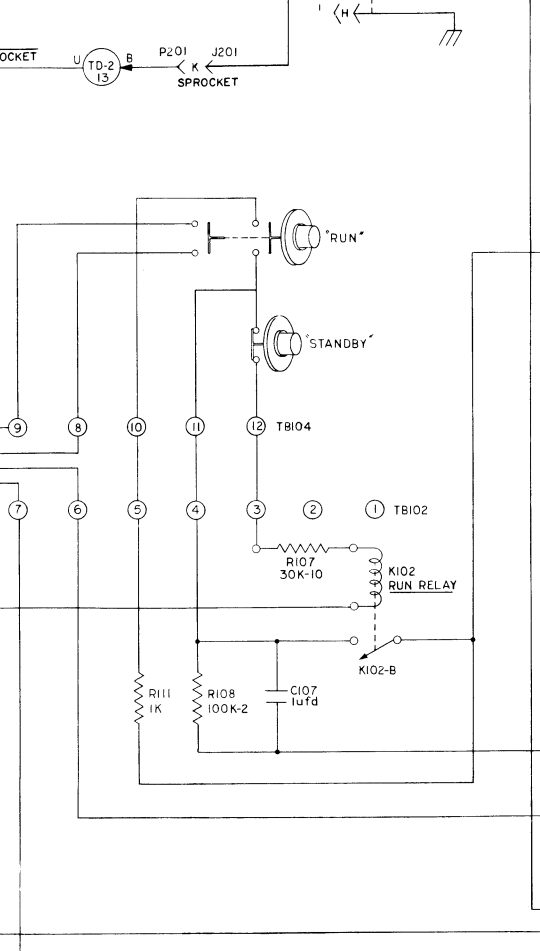 H
OCKET
U
TD-2
13
B
P201
J201
K
SPROCKET
"RUN"
"STANDBY"
9
8
10
11
12
TB104
7
6
5
4
3
2
1
TB102
R107
30K-10
K102
RUN RELAY
K102-B
R111
1K
R108
100K-2
C107
1ufd